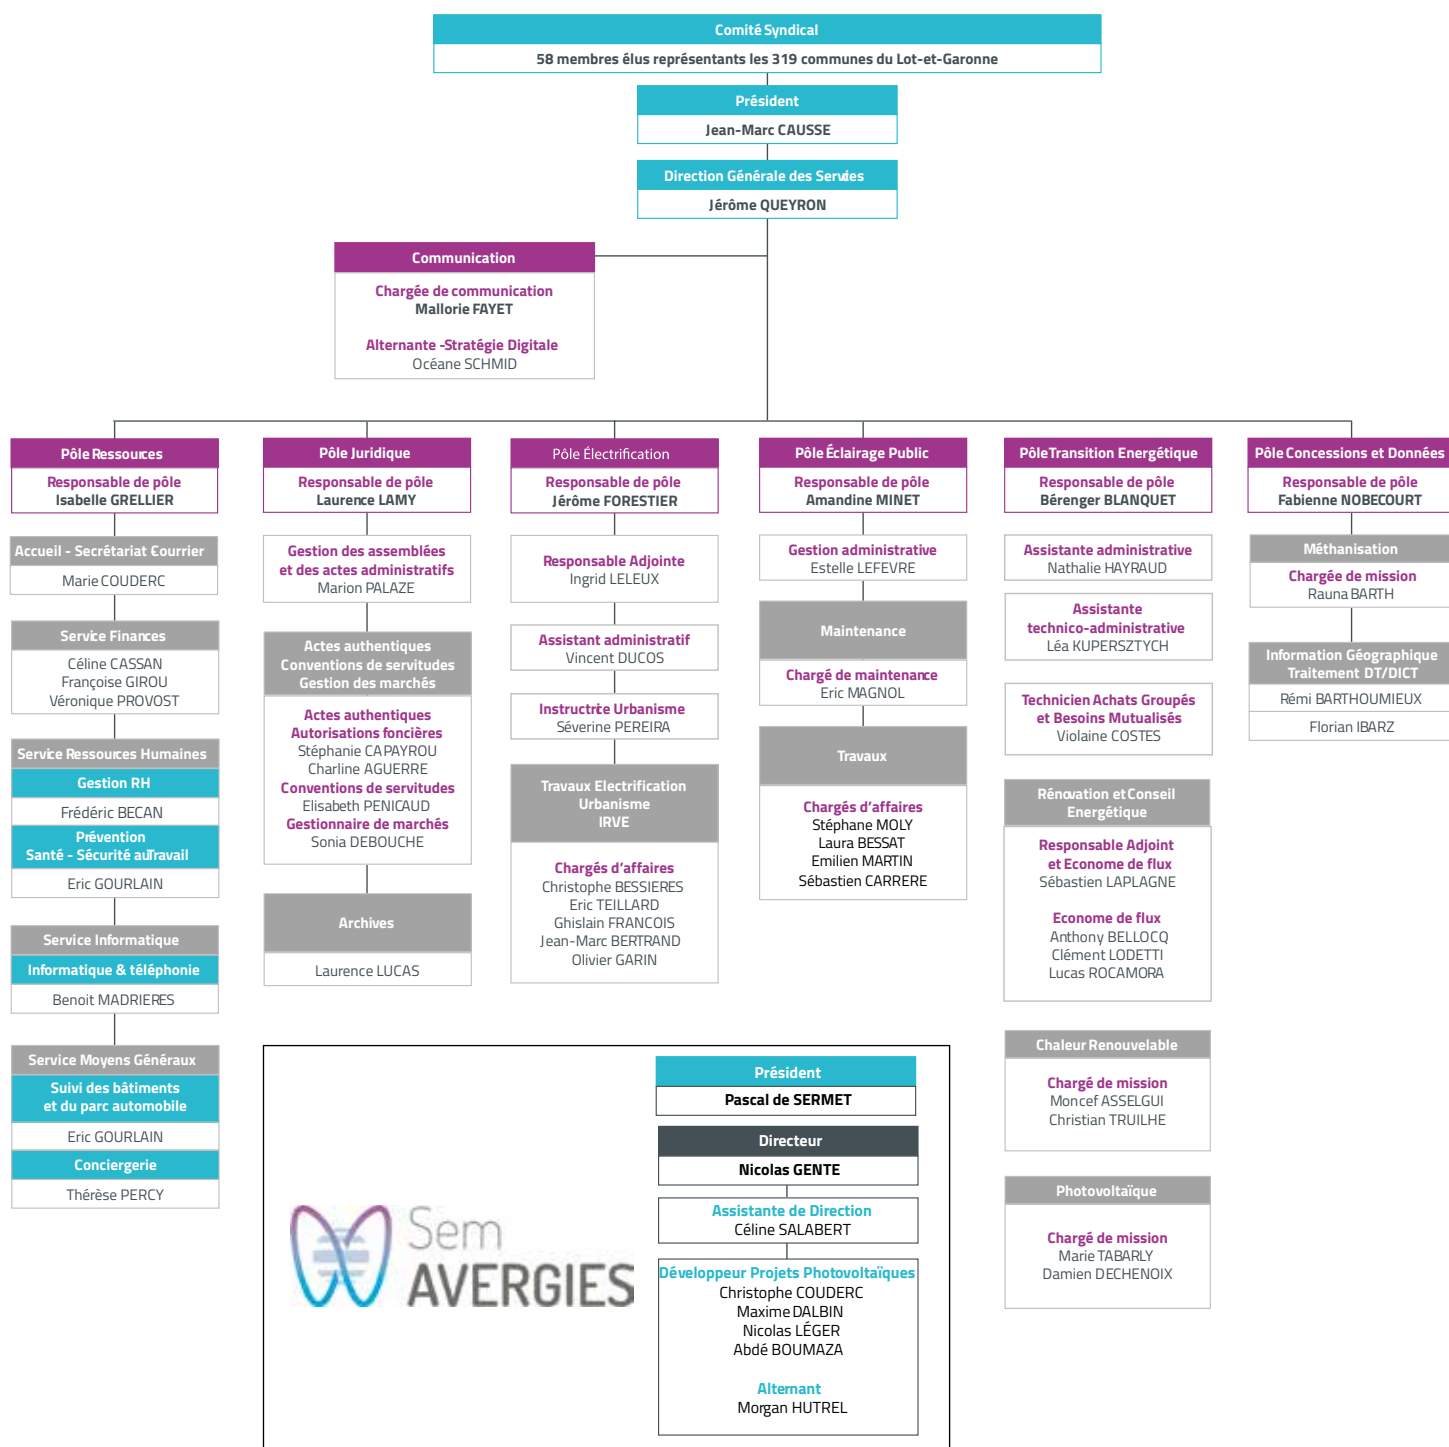 Comité Syndical
58 membres élus représentants les 319 communes du Lot-et-Garonne
Président
Jean-Marc CAUSSE
Direction Générale des Services
Jérôme QUEYRON
Communication
Chargée de communication
Mallorie FAYET
Alternante -Stratégie Digitale
Océane SCHMID
Pôle Ressources
Responsable de pôle
Isabelle GRELLIER
Accueil - Secrétariat Courrier
Marie COUDERC
Service Finances
Céline CASSAN
Françoise GIROU
Véronique PROVOST
Service Ressources Humaines
Gestion RH
Frédéric BECAN
Prévention
Santé - Sécurité au Travail
Eric GOURLAIN
Service Informatique
Informatique & téléphonie
Benoit MADRIERES
Service Moyens Généraux
Suivi des bâtiments
et du parc automobile
Eric GOURLAIN
Conciergerie
Thérèse PERCY
Pôle Juridique
Responsable de pôle
Laurence LAMY
Gestion des assemblées
et des actes administratifs
Marion PALAZE
Actes authentiques
Conventions de servitudes
Gestion des marchés
Actes authentiques
Autorisations foncières
Stéphanie CAPAYROU
Charline AGUERRE
Conventions de servitudes
Elisabeth PENICAUD
Gestionnaire de marchés
Sonia DEBOUCHE
Archives
Laurence LUCAS
Pôle Électrification
Responsable de pôle
Jérôme FORESTIER
Responsable Adjointe
Ingrid LELEUX
Assistant administratif
Vincent DUCOS
Instructrice Urbanisme
Séverine PEREIRA
Travaux Electrification
Urbanisme
IRVE
Chargés d'affaires
Christophe BESSIERES
Eric TEILLARD
Ghislain FRANCOIS
Jean-Marc BERTRAND
Olivier GARIN
Pôle Éclairage Public
Responsable de pôle
Amandine MINET
Gestion administrative
Estelle LEFEVRE
Maintenance
Chargé de maintenance
Eric MAGNOL
Travaux
Chargés d'affaires
Stéphane MOLY
Laura BESSAT
Emilien MARTIN
Sébastien CARRERE
Pôle Transition Energétique
Responsable de pôle
Bérenger BLANQUET
Assistante administrative
Nathalie HAYRAUD
Assistante
technico-administrative
Léa KUPERSZTYCH
Technicien Achats Groupés
et Besoins Mutualisés
Violaine COSTES
Rénovation et Conseil
Energétique
Responsable Adjoint
et Econome de flux
Sébastien LAPLAGNE
Econome de flux
Anthony BELLOCQ
Clément LODETTI
Lucas ROCAMORA
Chaleur Renouvelable
Chargé de mission
Moncef ASSELGUI
Christian TRUILHE
Photovoltaïque
Chargé de mission
Marie TABARLY
Damien DECHENOIX
Pôle Concessions et Données
Responsable de pôle
Fabienne NOBECOURT
Méthanisation
Chargée de mission
Rauna BARTH
Information Géographique
Traitement DT/DICT
Rémi BARTHOUMIEUX
Florian IBARZ
Sem
AVERGIES
Président
Pascal de SERMET
Directeur
Nicolas GENTE
Assistante de Direction
Céline SALABERT
Développeur Projets Photovoltaïques
Christophe COUDERC
Maxime DALBIN
Nicolas LÉGER
Abdé BOUMAZA
Alternant
Morgan HUTREL